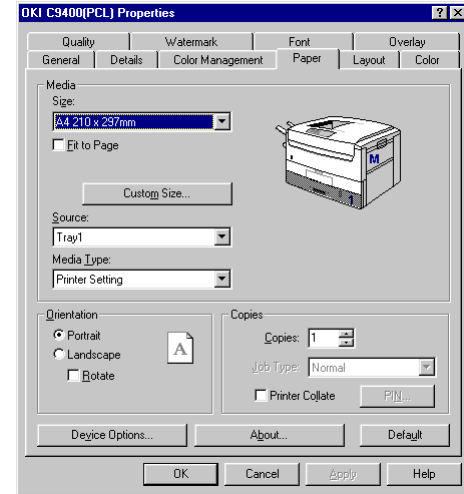 OKI C9400(PCL) Properties
Quality Watermark Font Overlay
General Details Color Management Paper Layout Color
Media
Size:
A4 210 x 297mm
Fit to Page
Custom Size...
Source:
Tray1
Media Type:
Printer Setting
M
1
Orientation
Portrait
Landscape
Rotate
A
Copies
Copies: 1
Job Type: Normal
Printer Collate PIN...
Device Options... About... Default
OK Cancel Apply Help